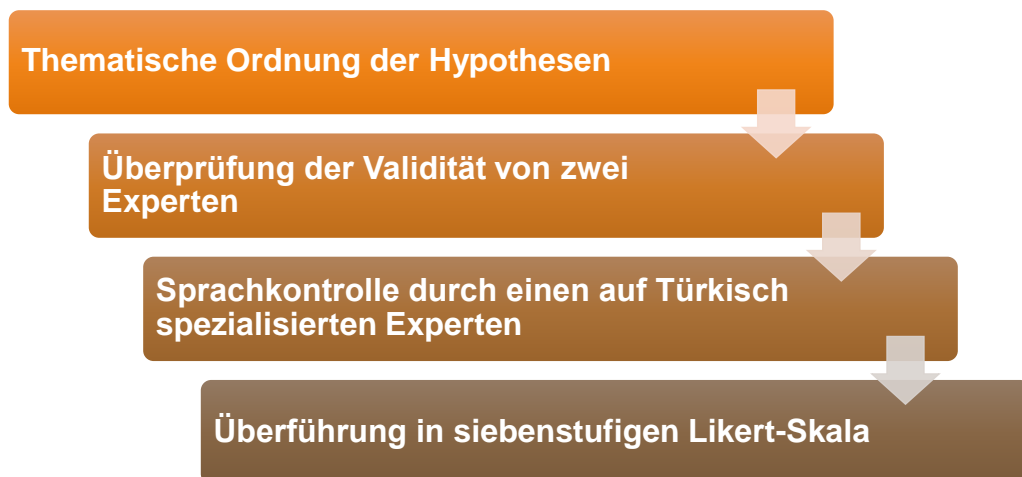 Thematische Ordnung der Hypothesen
Überprüfung der Validität von zwei
Experten
Sprachkontrolle durch einen auf Türkisch
spezialisierten Experten
Überführung in siebenstufigen Likert-Skala